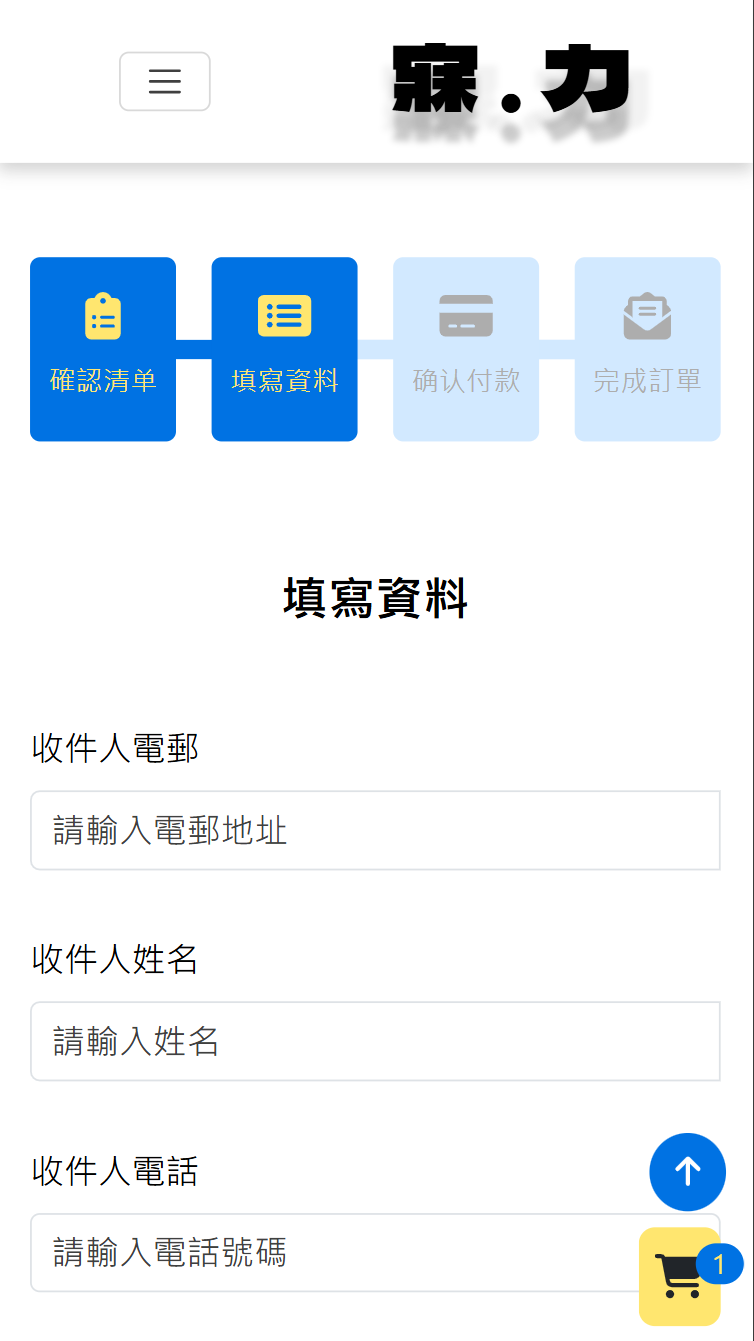 寐.力
確認清单
填寫資料
确认付款
完成訂單
填寫資料
收件人電郵
請輸入電郵地址
收件人姓名
請輸入姓名
收件人電話
請輸入電話號碼
1